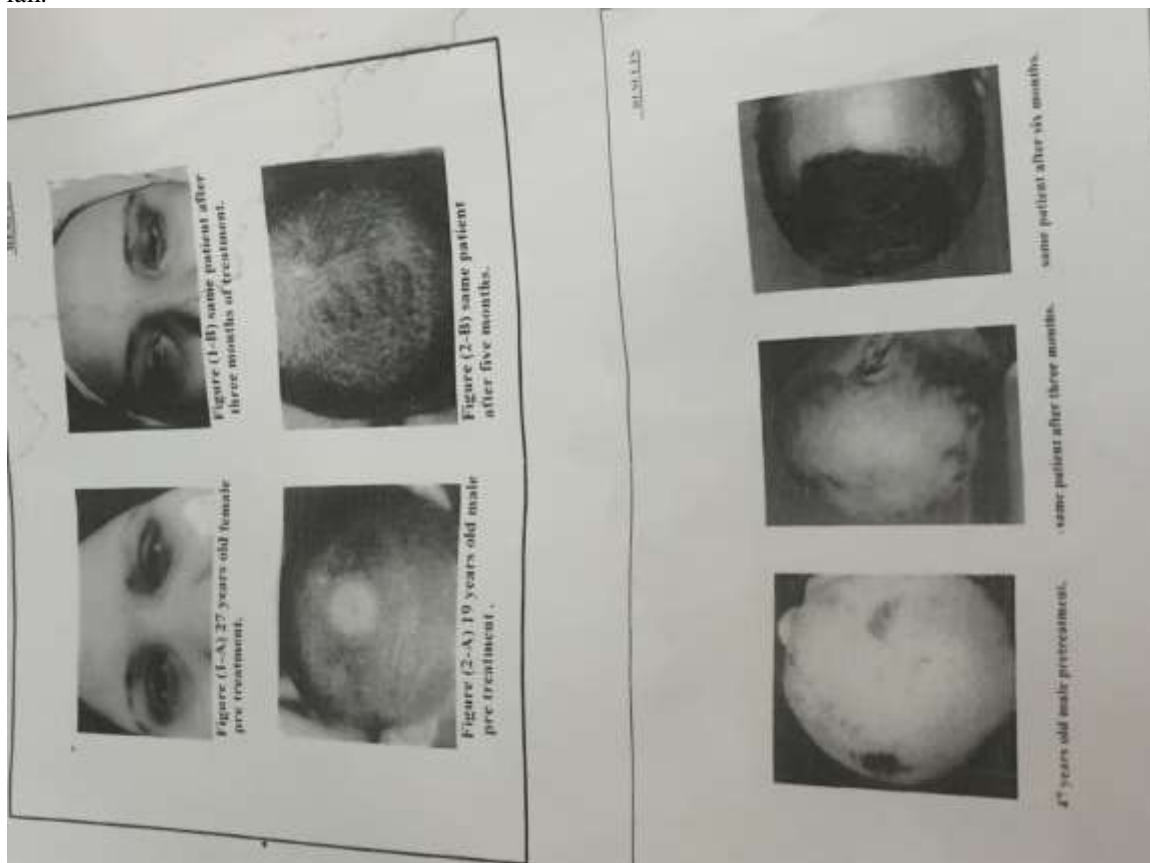 Figure (1-A) 27 years old female
pre treatment.
Figure (1-B) same patient after
three months of treatment.
Figure (2-A) 19 years old male
pre treatment.
Figure (2-B) same patient
after five months.
RESULTS
47 years old male pretreatment.
same patient after three months.
same patient after six months.